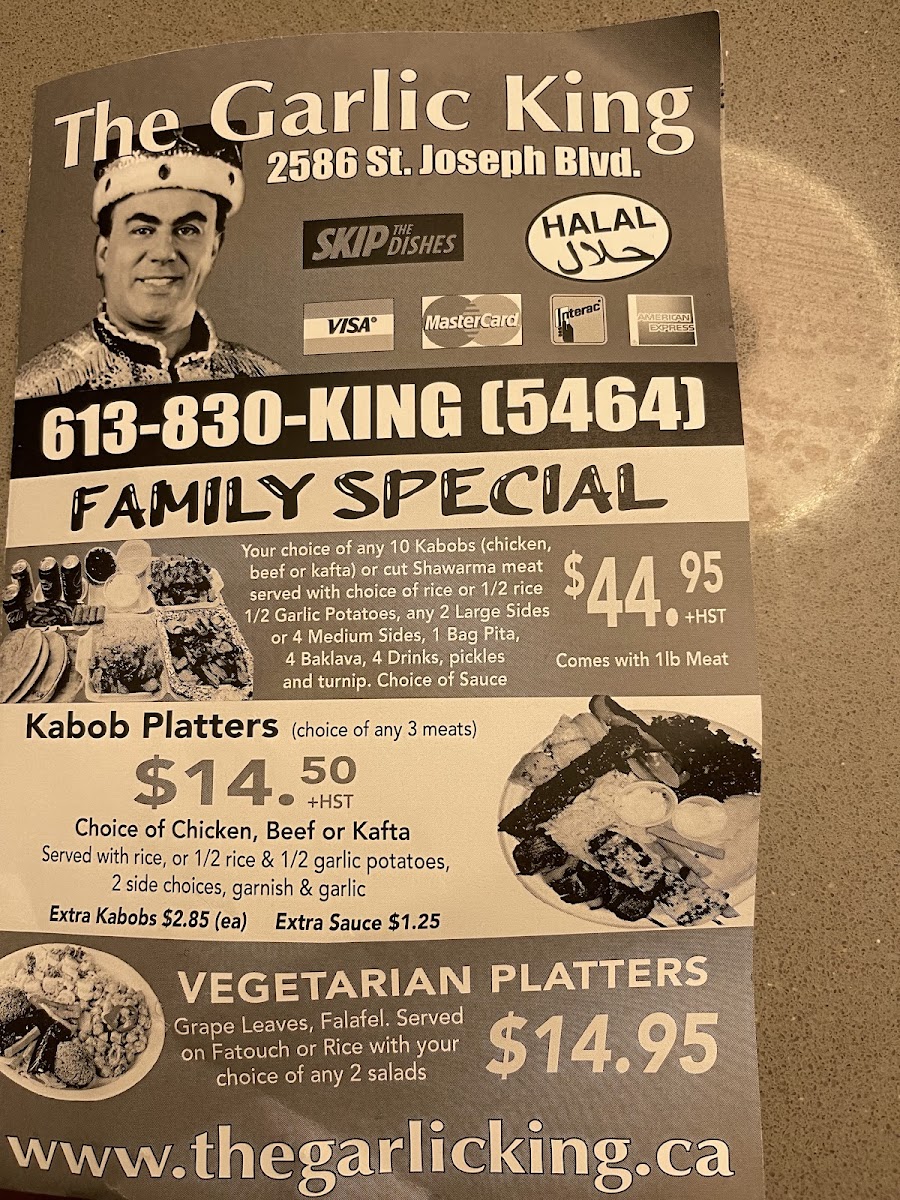 The Garlic King
2586 St. Joseph Blvd.
SKIP THE DISHES
HALAL
حلال
VISA
MasterCard
Interac
AMERICAN EXPRESS
613-830-KING (5464)
FAMILY SPECIAL
Your choice of any 10 Kabobs (chicken,
beef or kafta) or cut Shawarma meat
served with choice of rice or 1/2 rice
1/2 Garlic Potatoes, any 2 Large Sides
or 4 Medium Sides, 1 Bag Pita,
4 Baklava, 4 Drinks, pickles
and turnip. Choice of Sauce
$44.95
+HST
Comes with 1lb Meat
Kabob Platters (choice of any 3 meats)
$14.50
+HST
Choice of Chicken, Beef or Kafta
Served with rice, or 1/2 rice & 1/2 garlic potatoes,
2 side choices, garnish & garlic
Extra Kabobs $2.85 (ea) Extra Sauce $1.25
VEGETARIAN PLATTERS
Grape Leaves, Falafel. Served
on Fatouch or Rice with your
choice of any 2 salads
$14.95
www.thegarlicking.ca